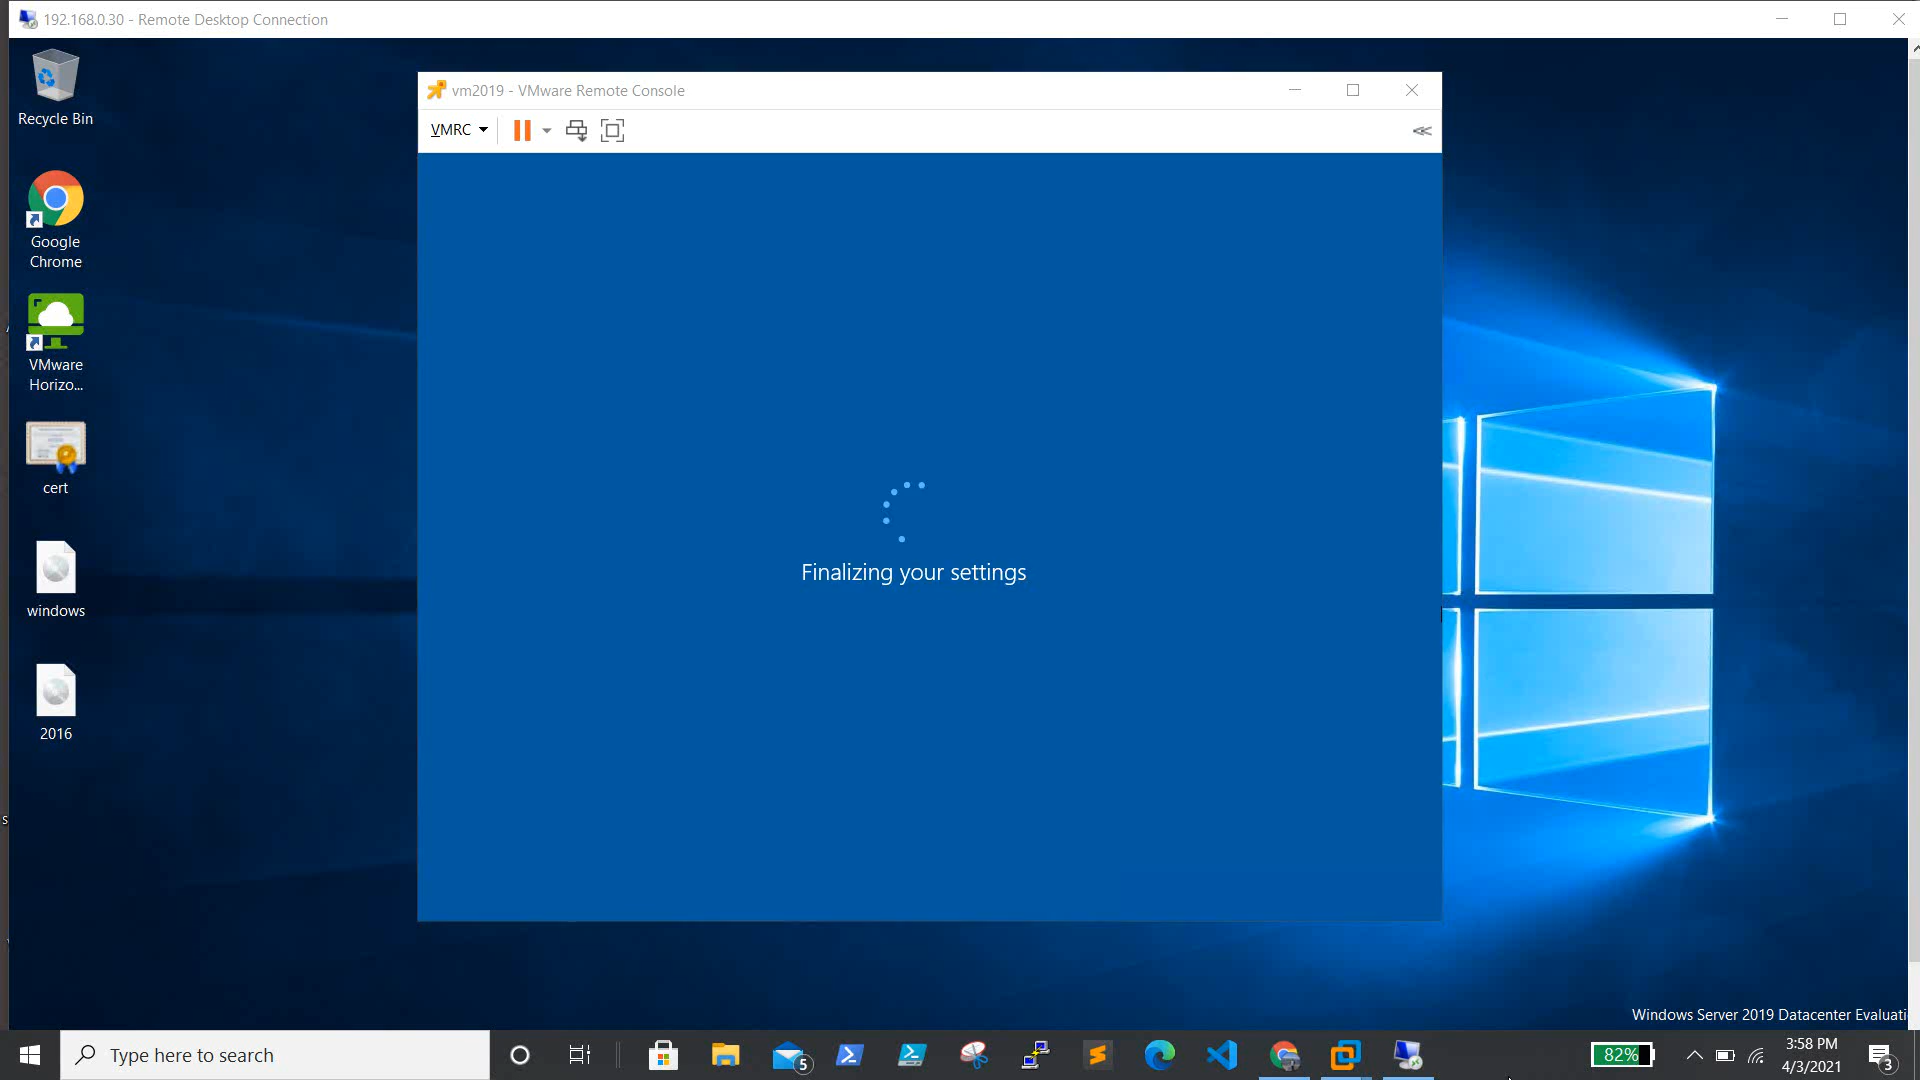 192.168.0.30 - Remote Desktop Connection
Recycle Bin
Google
Chrome
VMware
Horizo...
cert
windows
2016
vm2019 - VMware Remote Console
VMRC
Finalizing your settings
Windows Server 2019 Datacenter Evaluati
Type here to search
5
82%
3:58 PM
4/3/2021
3